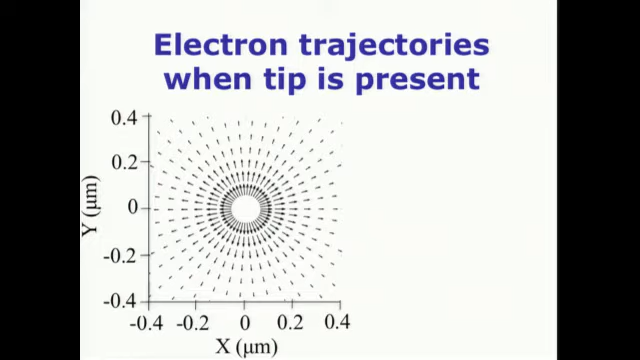 Electron trajectories
when tip is present
0.4
0.2
0
-0.2
-0.4
Y (μm)
-0.4 -0.2 0 0.2 0.4
X (μm)